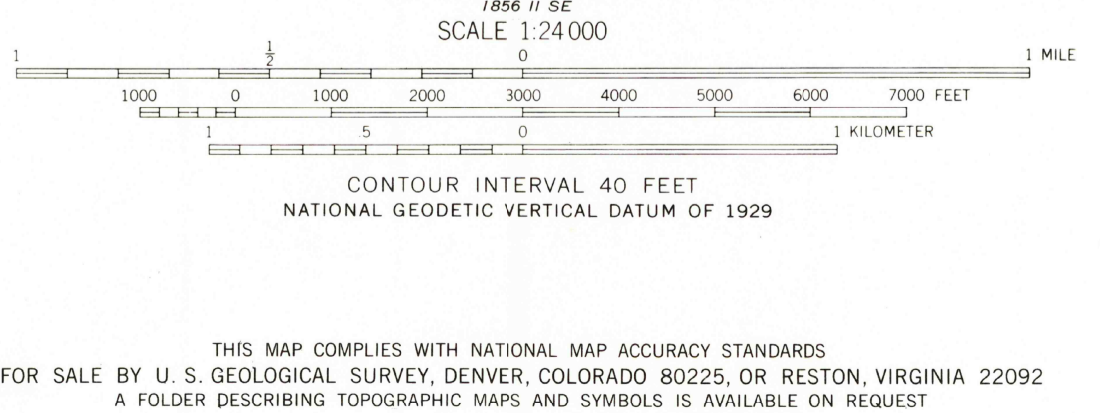 1856 II SE
SCALE 1:24 000
1 1/2 0 1 MILE
1000 0 1000 2000 3000 4000 5000 6000 7000 FEET
1 .5 0 1 KILOMETER
CONTOUR INTERVAL 40 FEET
NATIONAL GEODETIC VERTICAL DATUM OF 1929
THIS MAP COMPLIES WITH NATIONAL MAP ACCURACY STANDARDS
FOR SALE BY U. S. GEOLOGICAL SURVEY, DENVER, COLORADO 80225, OR RESTON, VIRGINIA 22092
A FOLDER DESCRIBING TOPOGRAPHIC MAPS AND SYMBOLS IS AVAILABLE ON REQUEST